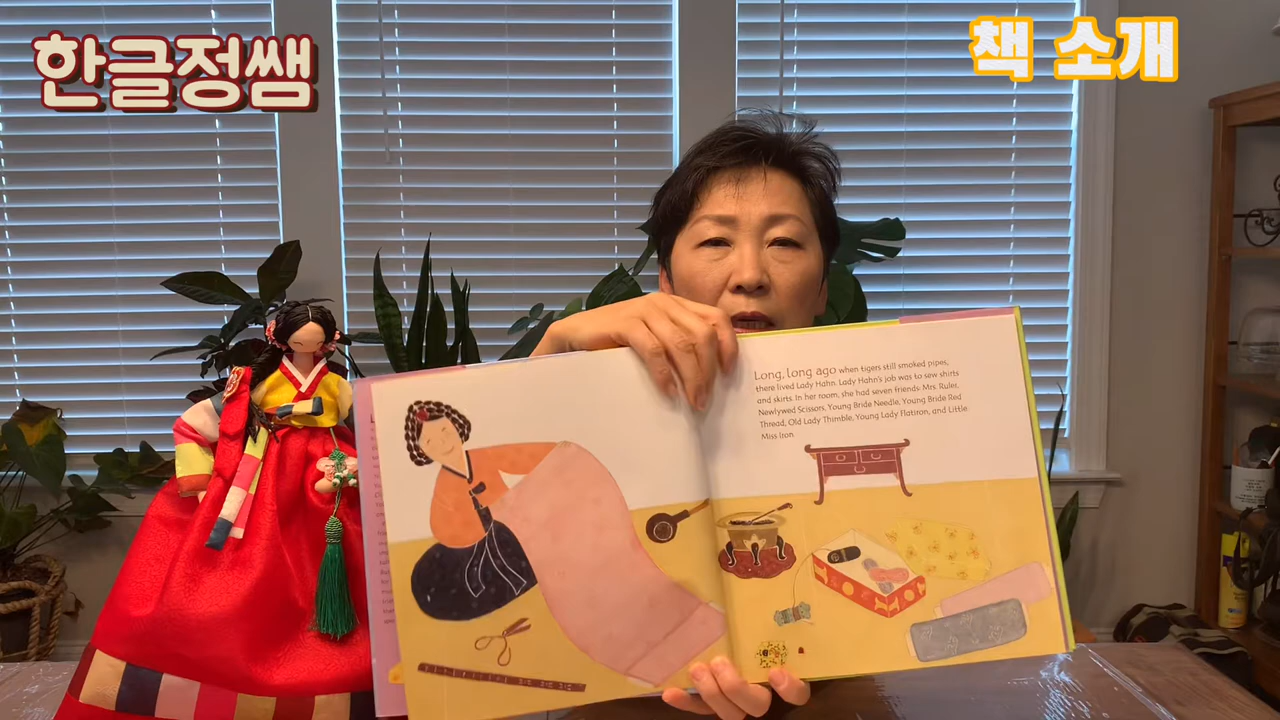 한글정쌤
책 소개
Long, long ago when tigers still smoked pipes,
there lived Lady Hahn. Lady Hahn's job was to sew shirts
and skirts. In her room, she had seven friends: Mrs. Ruler,
Newlywed Scissors, Young Bride Needle, Young Bride Red
Thread, Old Lady Thimble, Young Lady Flatiron, and Little
Miss Iron.